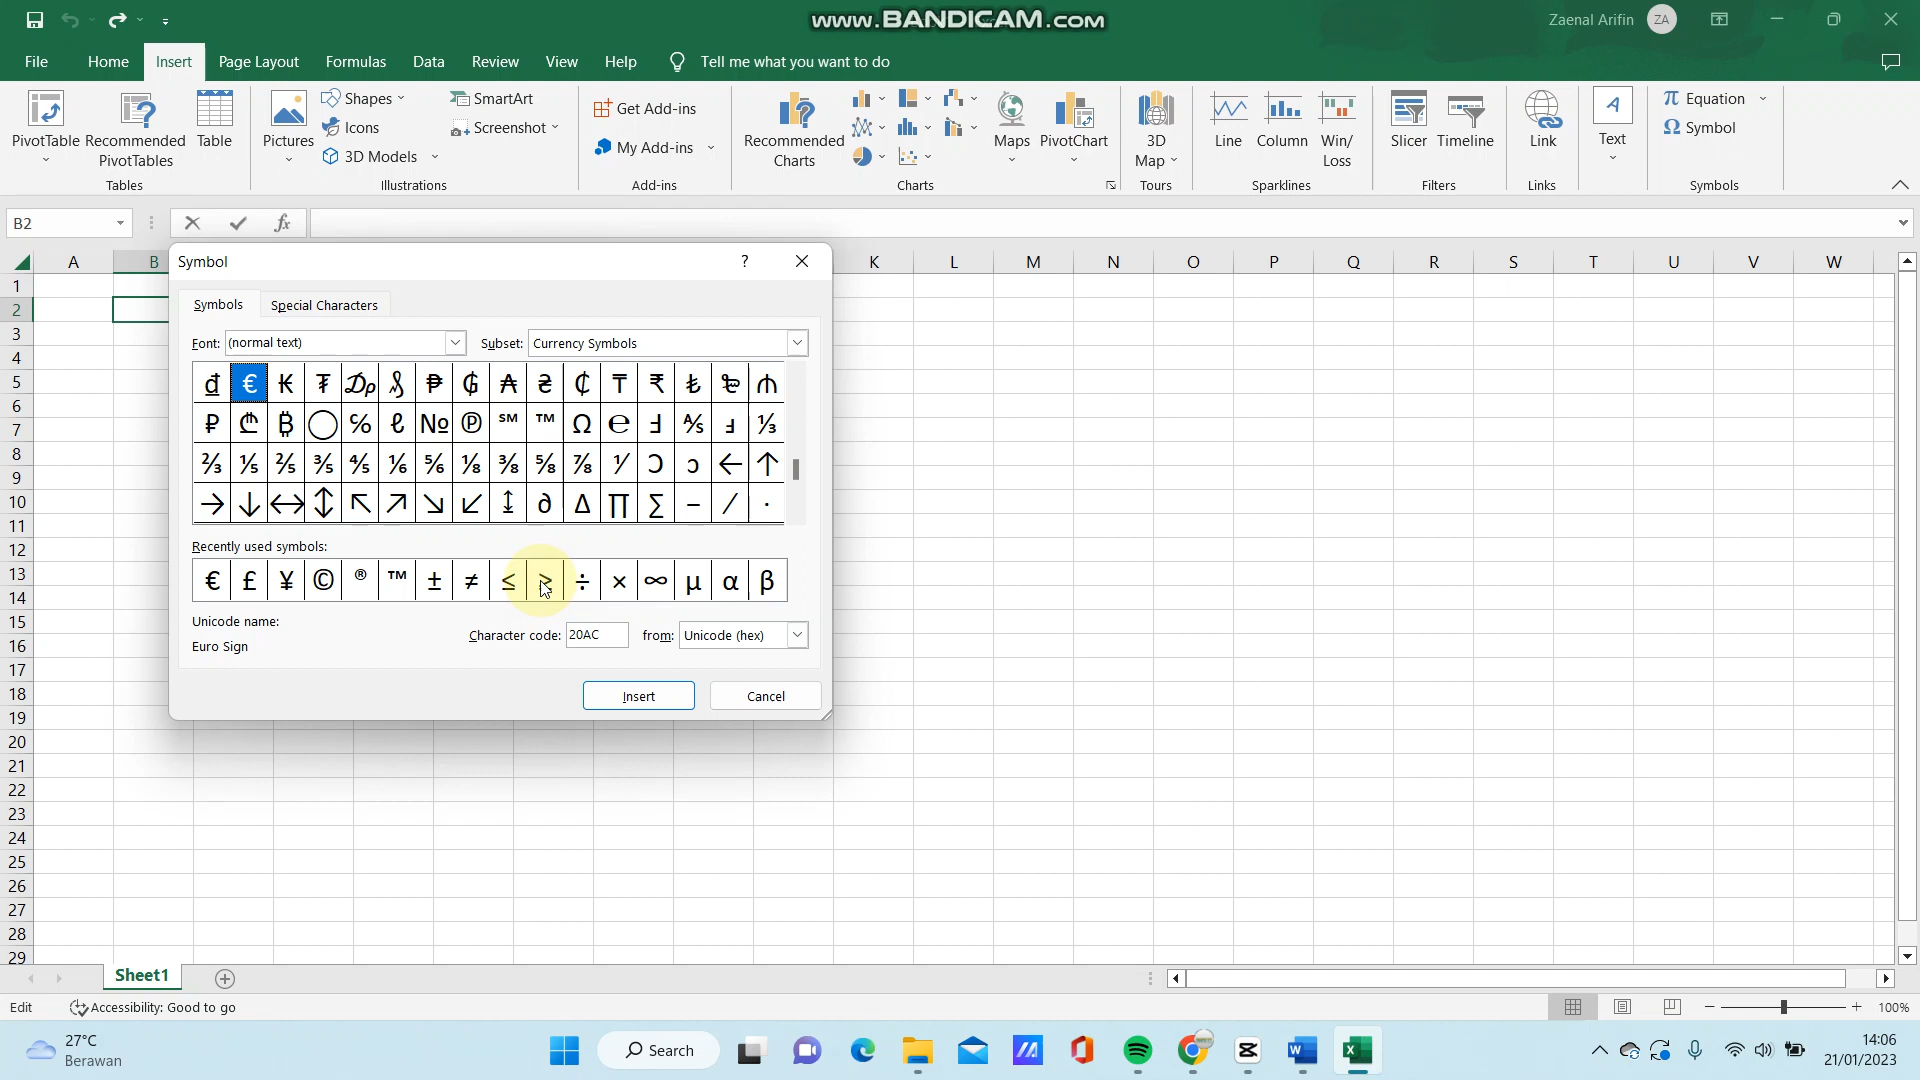 www.BANDICAM.com
Zaenal Arifin ZA
File Home Insert Page Layout Formulas Data Review View Help Tell me what you want to do
PivotTable
Recommended
PivotTables
Table
Tables
Pictures
Shapes
Icons
3D Models
SmartArt
Screenshot
Illustrations
Get Add-ins
My Add-ins
Add-ins
Recommended
Charts
Maps
PivotChart
Charts
3D
Map
Tours
Line
Column
Win/
Loss
Sparklines
Slicer
Timeline
Filters
Link
Links
Text
Equation
Symbol
Symbols
B2
fx
A B K L M N O P Q R S T U V W
1
2
3
4
5
6
7
8
9
10
11
12
13
14
15
16
17
18
19
20
21
22
23
24
25
26
27
28
29
Symbol ?
Symbols Special Characters
Font: (normal text) Subset: Currency Symbols
₫ € ₭ ₮ ₯ ₰ ₱ ₲ ₳ ₴ ₵ ₸ ₹ ₺ ₻ ₼
₽ ₾ ₿ ⃝ ℅ ℓ № ℗ ℠ ™ Ω ℮ Ⅎ ⅍ ⅎ ⅓
⅔ ⅕ ⅖ ⅗ ⅘ ⅙ ⅚ ⅛ ⅜ ⅝ ⅞ ⅟ Ↄ ↄ ← ↑
→ ↓ ↔ ↕ ↖ ↗ ↘ ↙ ↨ ∂ ∆ ∏ ∑ − ∕ ∙
Recently used symbols:
€ £ ¥ © ® ™ ± ≠ ≤ ≥ ÷ × ∞ µ α β
Unicode name:
Euro Sign
Character code: 20AC from: Unicode (hex)
Insert Cancel
Sheet1
Edit Accessibility: Good to go 100%
27°C
Berawan
Search
14:06
21/01/2023